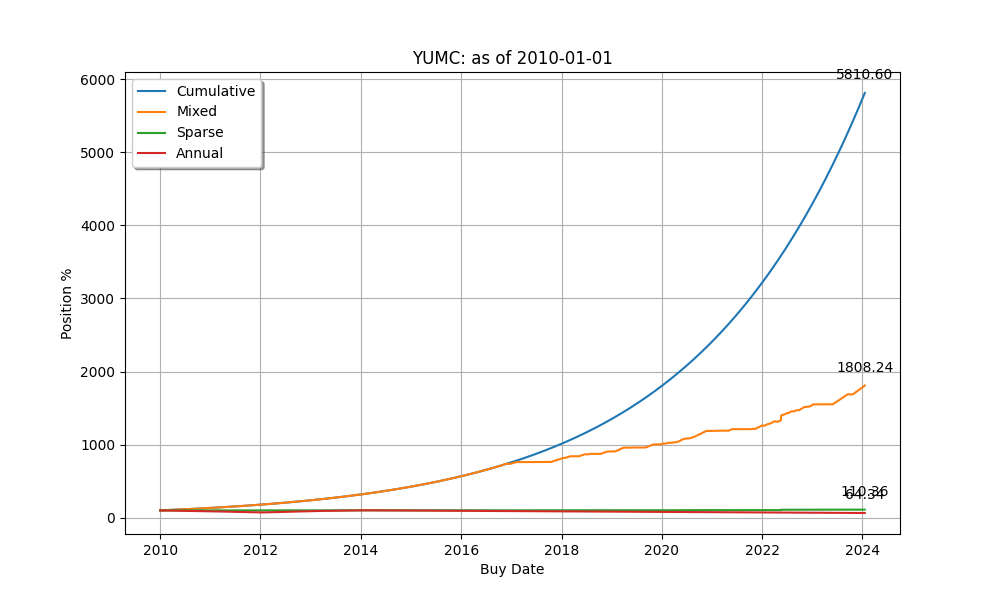 YUMC: as of 2010-01-01
5810.60
6000
Cumulative
Mixed
Sparse
Annual
5000
4000
3000
2000
1000
0
1808.24
110.36
64.34
Position %
2010 2012 2014 2016 2018 2020 2022 2024
Buy Date